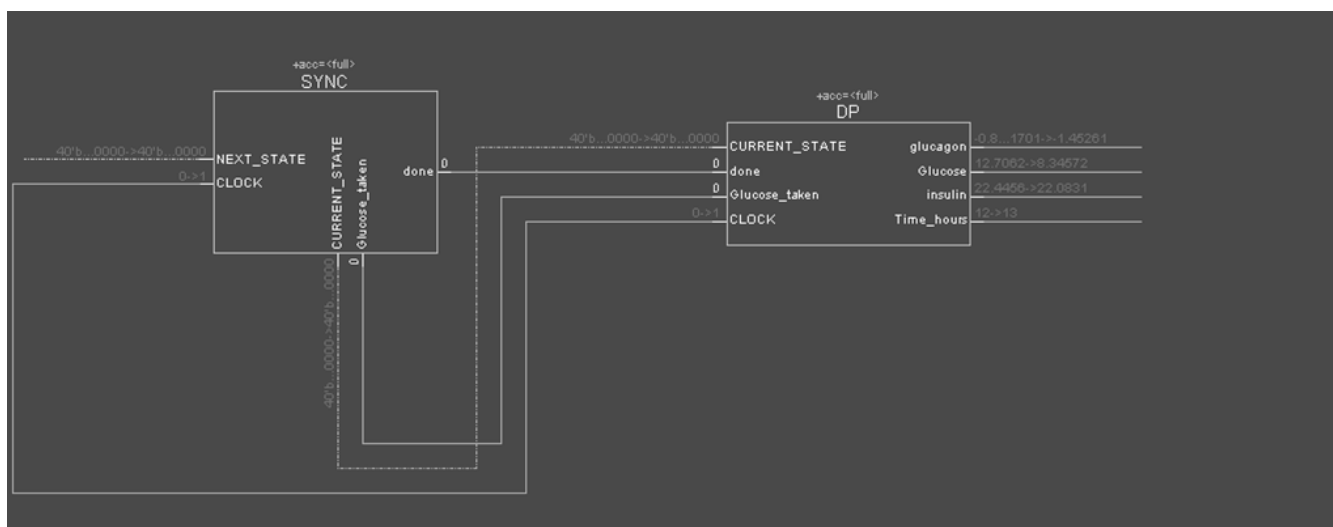 +acc=<full>
SYNC
40'b...0000->40'b...0000
NEXT_STATE
0->1
CLOCK
CURRENT_STATE
Glucose_taken
done
0
0
40'b...0000->40'b...0000
+acc=<full>
DP
40'b...0000->40'b...0000
CURRENT_STATE
0
done
0
Glucose_taken
0->1
CLOCK
glucagon
-0.8...1701->-1.45261
Glucose
12.7062->8.34572
insulin
22.4456->22.0831
Time_hours
12->13